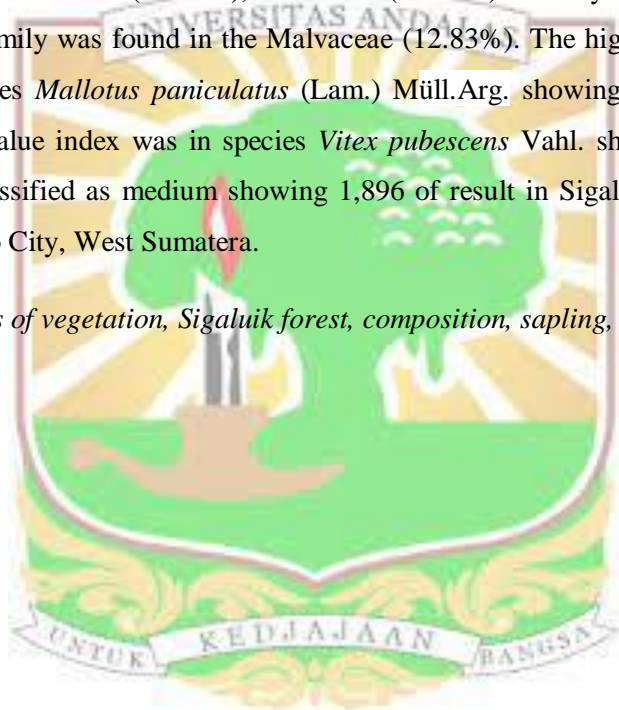 UNIVERSITAS ANDAL
mily was found in the Malvaceae (12.83%). The hig
es Mallotus paniculatus (Lam.) Müll.Arg. showing
alue index was in species Vitex pubescens Vahl. sh
ssified as medium showing 1,896 of result in Sigal
City, West Sumatera.
s of vegetation, Sigaluik forest, composition, sapling,
UNTUK KEDJAJAAN BANGSA